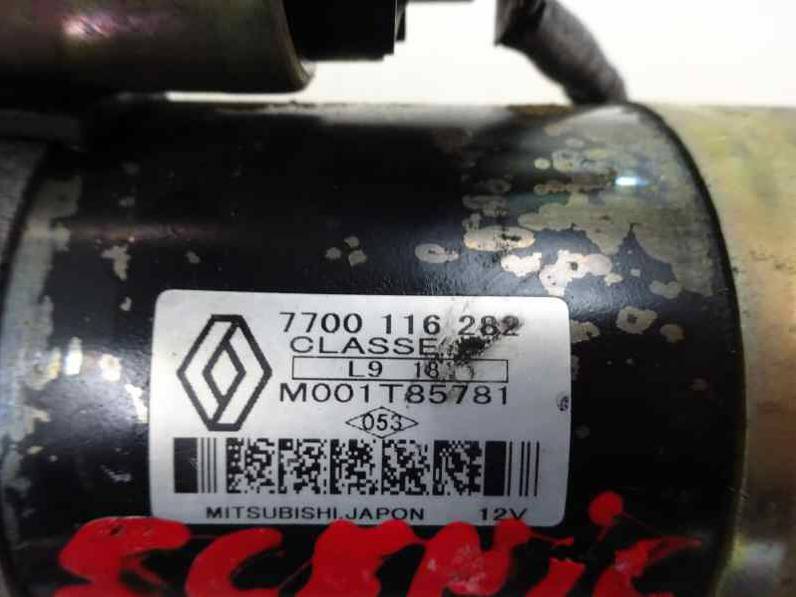 7700 116 282
CLASSE
L9 18
M001T85781
053
MITSUBISHI.JAPON 12V
SCENIC